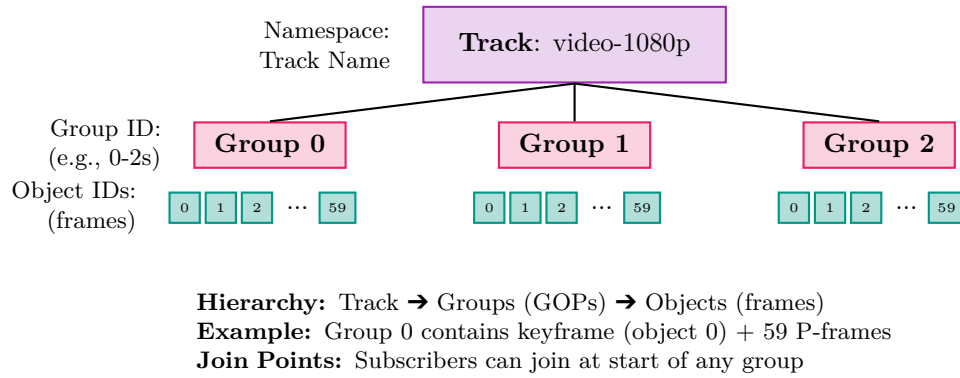 Namespace:
Track Name
Track: video-1080p
Group ID:
(e.g., 0-2s)
Group 0
Group 1
Group 2
Object IDs:
(frames)
0 1 2 ... 59
0 1 2 ... 59
0 1 2 ... 59
Hierarchy: Track ➔ Groups (GOPs) ➔ Objects (frames)
Example: Group 0 contains keyframe (object 0) + 59 P-frames
Join Points: Subscribers can join at start of any group